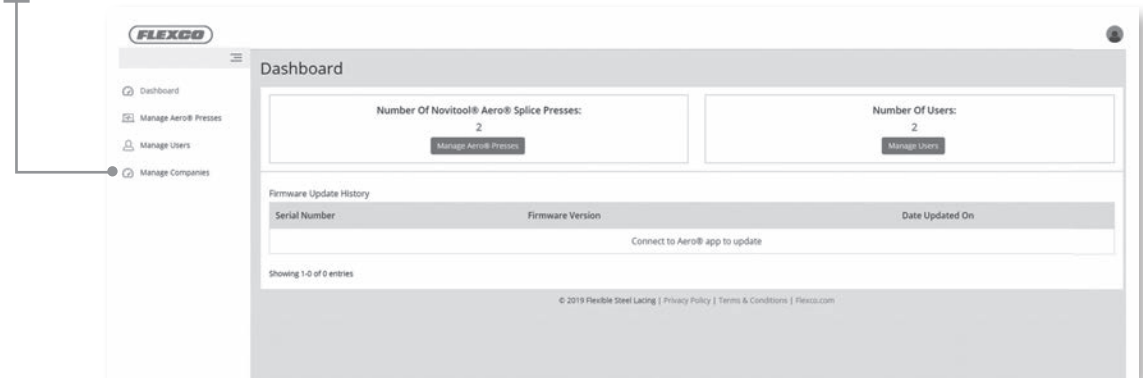 FLEXCO
Dashboard
Dashboard
Manage Aero® Presses
Manage Users
Manage Companies
Number Of Novitool® Aero® Splice Presses:
2
Manage Aero® Presses
Number Of Users:
2
Manage Users
Firmware Update History
Serial Number Firmware Version Date Updated On
Connect to Aero® app to update
Showing 1-0 of 0 entries
© 2019 Flexible Steel Lacing | Privacy Policy | Terms & Conditions | Flexco.com